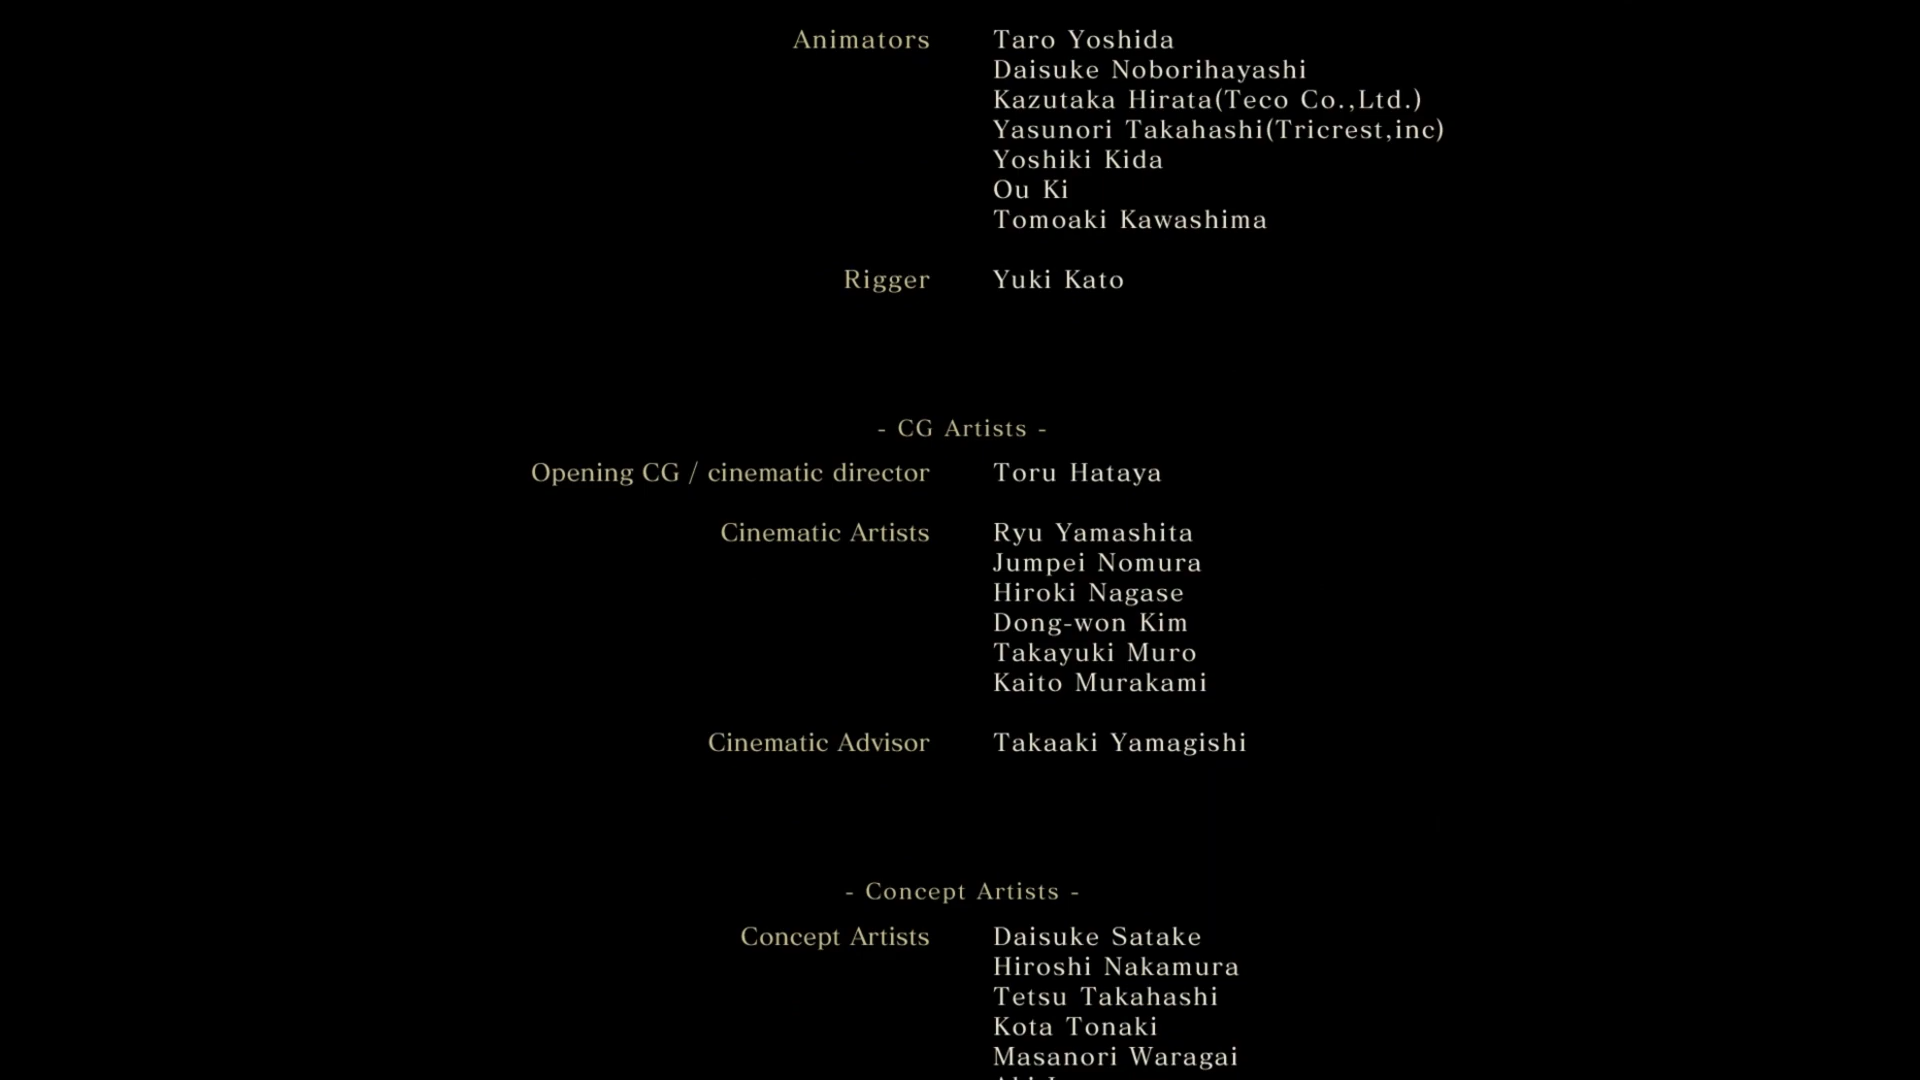 Animators Taro Yoshida
Daisuke Noborihayashi
Kazutaka Hirata(Teco Co.,Ltd.)
Yasunori Takahashi(Tricrest,inc)
Yoshiki Kida
Ou Ki
Tomoaki Kawashima
Rigger Yuki Kato
- CG Artists -
Opening CG / cinematic director Toru Hataya
Cinematic Artists Ryu Yamashita
Jumpei Nomura
Hiroki Nagase
Dong-won Kim
Takayuki Muro
Kaito Murakami
Cinematic Advisor Takaaki Yamagishi
- Concept Artists -
Concept Artists Daisuke Satake
Hiroshi Nakamura
Tetsu Takahashi
Kota Tonaki
Masanori Waragai